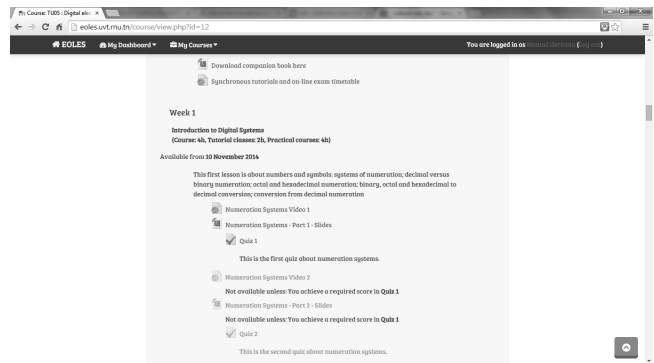 Course: TU05 : Digital elec
eoles.uvt.rnu.tn/course/view.php?id=12
EOLES My Dashboard My Courses You are logged in as (Log out)
Download companion book here
Synchronous tutorials and on-line exam timetable
Week 1
Introduction to Digital Systems
(Course: 4h, Tutorial classes: 2h, Practical courses: 4h)
Available from 10 November 2014
This first lesson is about numbers and symbols: systems of numeration; decimal versus
binary numeration; octal and hexadecimal numeration; binary, octal and hexadecimal to
decimal conversion; conversion from decimal numeration
Numeration Systems Video 1
Numeration Systems - Part 1 - Slides
Quiz 1
This is the first quiz about numeration systems.
Numeration Systems Video 2
Not available unless: You achieve a required score in Quiz 1
Numeration Systems - Part 2 - Slides
Not available unless: You achieve a required score in Quiz 1
Quiz 2
This is the second quiz about numeration systems.